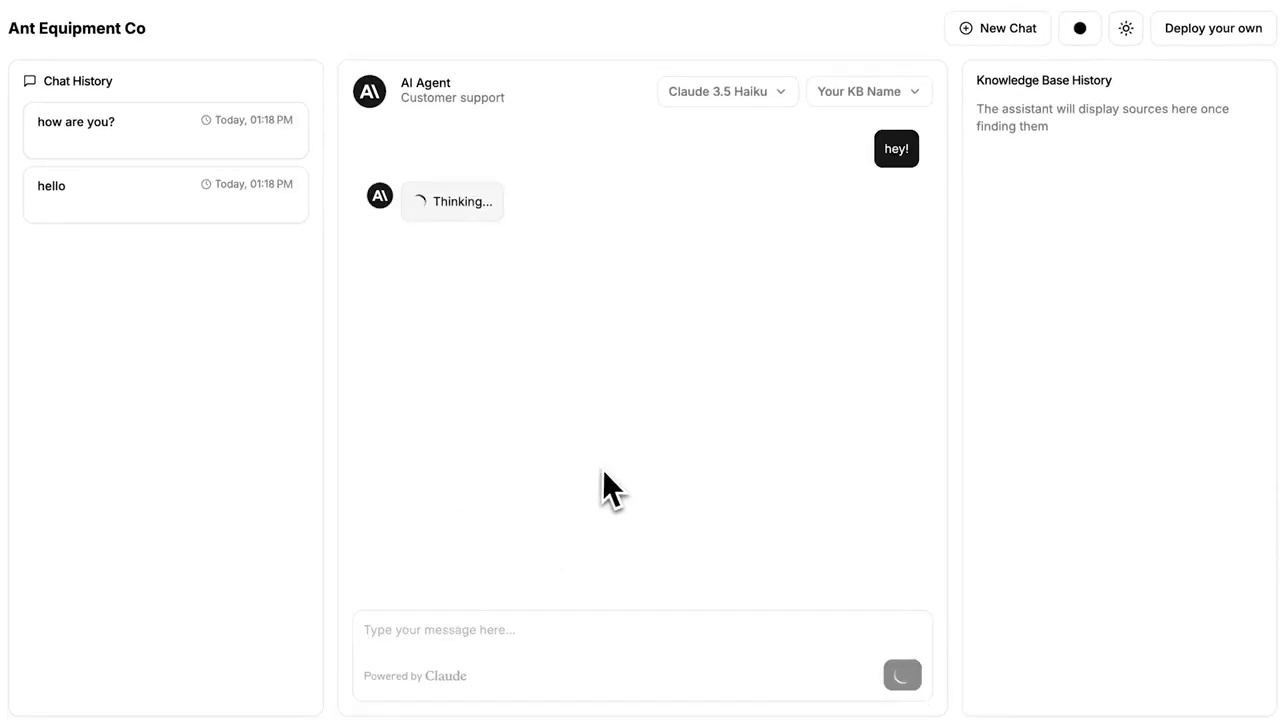 Ant Equipment Co
New Chat
Deploy your own
Chat History
how are you?
Today, 01:18 PM
hello
Today, 01:18 PM
AI Agent
Customer support
Claude 3.5 Haiku
Your KB Name
hey!
Thinking...
Type your message here...
Powered by Claude
Knowledge Base History
The assistant will display sources here once
finding them